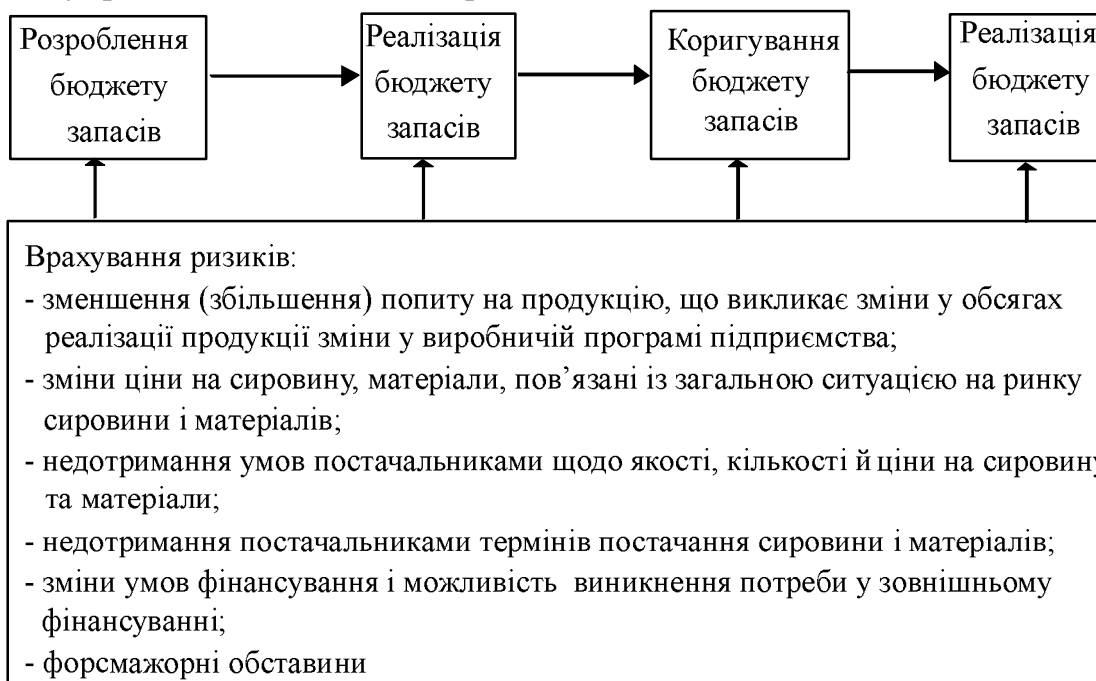 Розроблення
бюджету
запасів
Реалізація
бюджету
запасів
Коригування
бюджету
запасів
Реалізація
бюджету
запасів
Врахування ризиків:
- зменшення (збільшення) попиту на продукцію, що викликає зміни у обсягах
реалізації продукції зміни у виробничій програмі підприємства;
- зміни ціни на сировину, матеріали, пов’язані із загальною ситуацією на ринку
сировини і матеріалів;
- недотримання умов постачальниками щодо якості, кількості й ціни на сировину
та матеріали;
- недотримання постачальниками термінів постачання сировини і матеріалів;
- зміни умов фінансування і можливість виникнення потреби у зовнішньому
фінансуванні;
- форсмажорні обставини